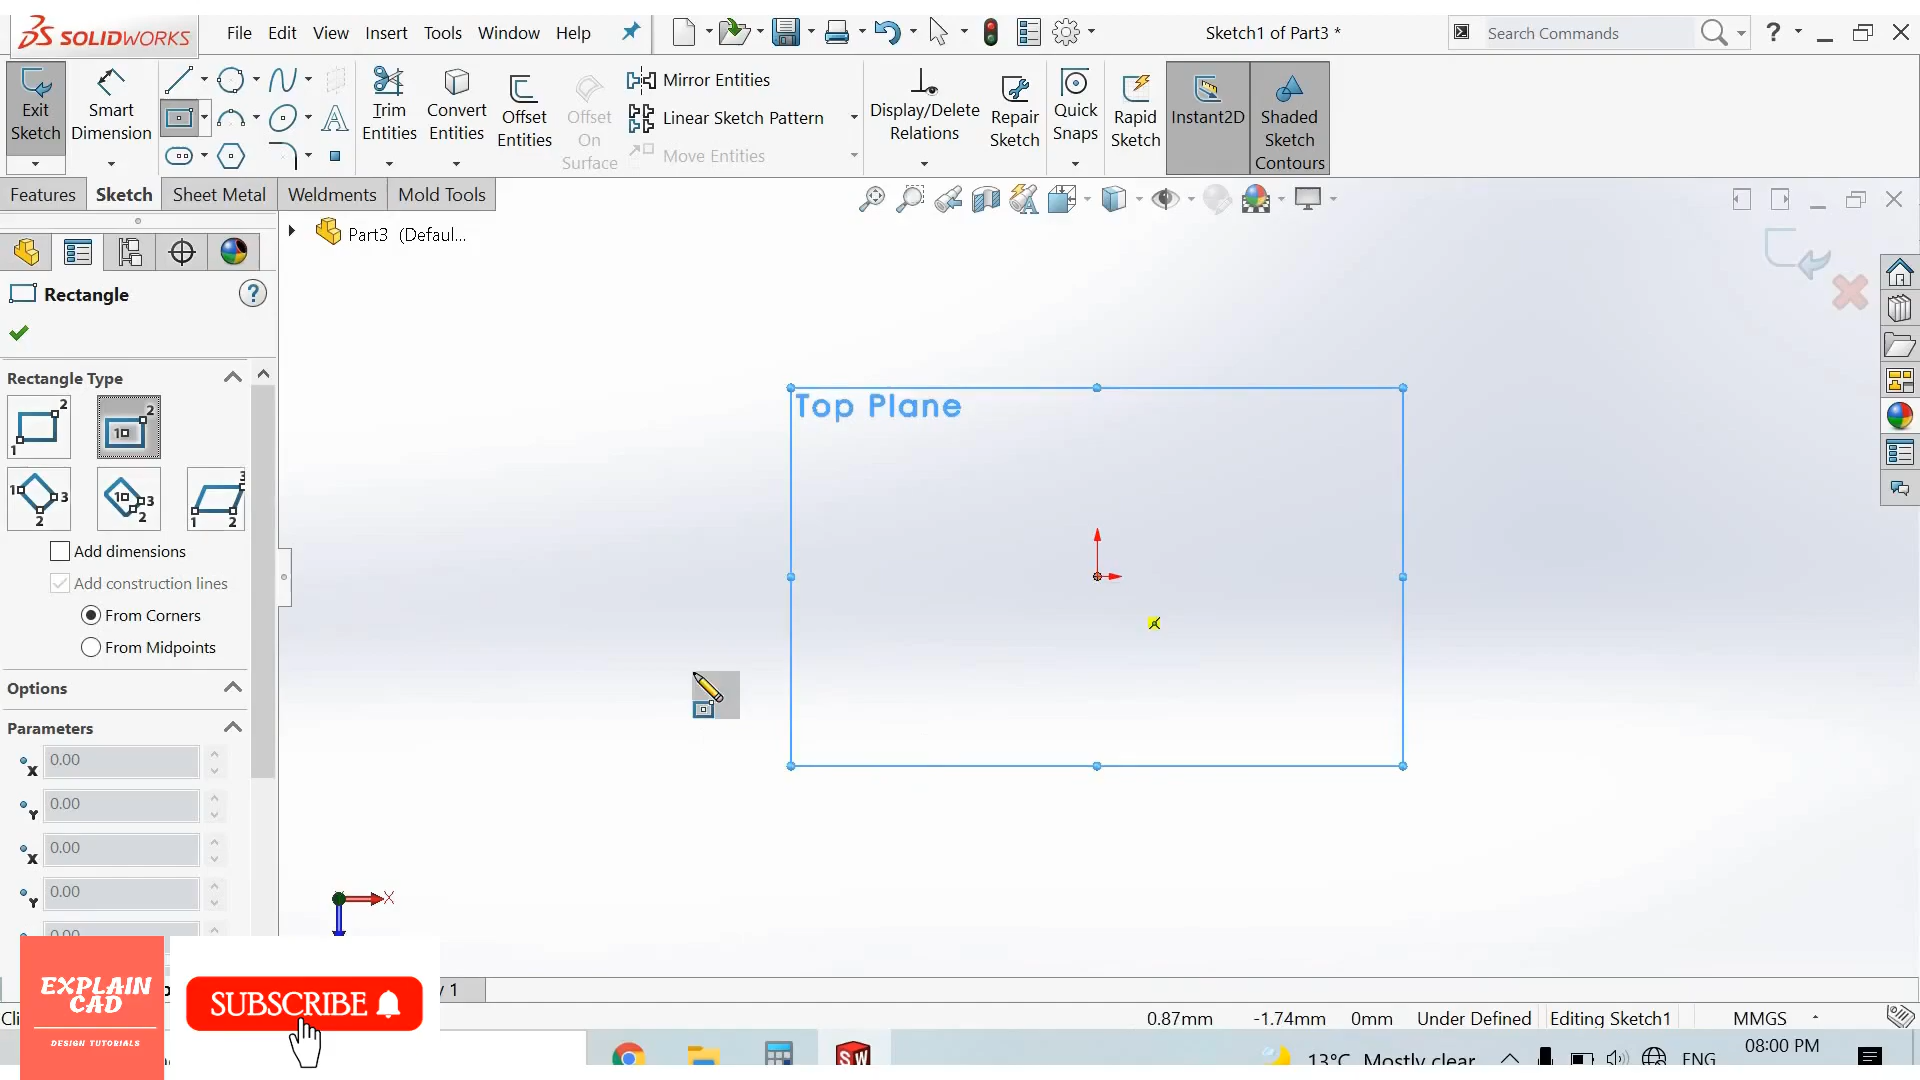 SOLIDWORKS File Edit View Insert Tools Window Help Sketch1 of Part3 * Search Commands ?
Exit Sketch
Smart Dimension
Trim Entities
Convert Entities
Offset Entities
Offset On Surface
Mirror Entities
Linear Sketch Pattern
Move Entities
Display/Delete Relations
Repair Sketch
Quick Snaps
Rapid Sketch
Instant2D
Shaded Sketch Contours
Features Sketch Sheet Metal Weldments Mold Tools
Part3 (Defaul...
Rectangle ?
Rectangle Type
Add dimensions
Add construction lines
From Corners
From Midpoints
Options
Parameters
X 0.00
Y 0.00
X 0.00
Y 0.00
0.00
Top Plane
X
EXPLAIN
CAD
DESIGN TUTORIALS
SUBSCRIBE
0.87mm -1.74mm 0mm Under Defined Editing Sketch1 MMGS
13°C Mostly clear ENG 08:00 PM